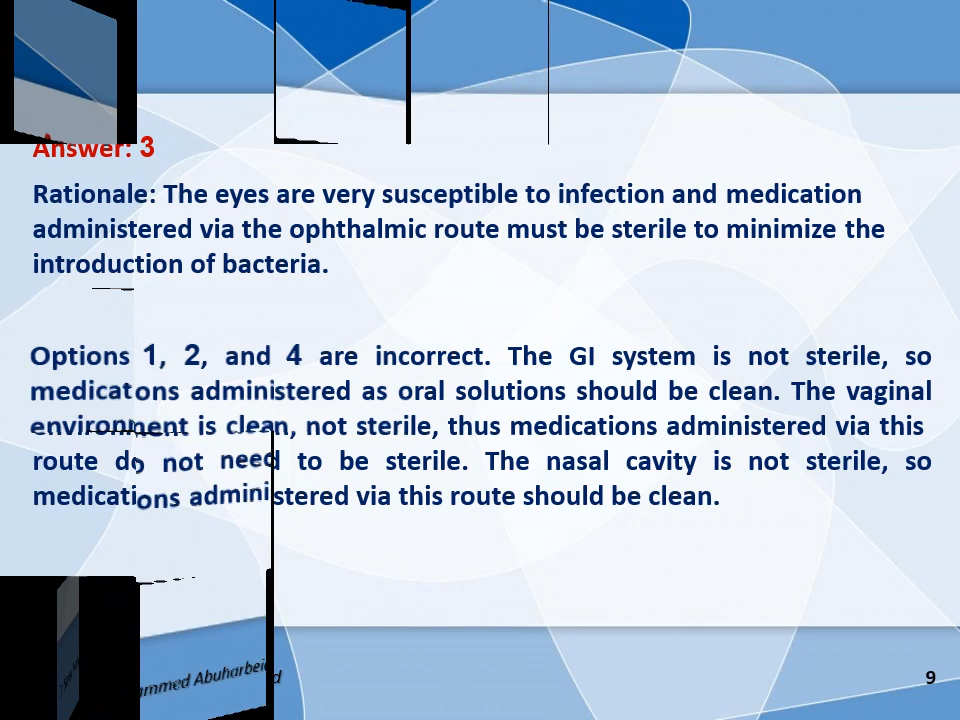 Answer: 3
Rationale: The eyes are very susceptible to infection and medication
administered via the ophthalmic route must be sterile to minimize the
introduction of bacteria.
Options 1, 2, and 4 are incorrect. The GI system is not sterile, so
medicatons administered as oral solutions should be clean. The vaginal
environment is clean, not sterile, thus medications administered via this
route do not need to be sterile. The nasal cavity is not sterile, so
medications administered via this route should be clean.
Abuharbeid
9